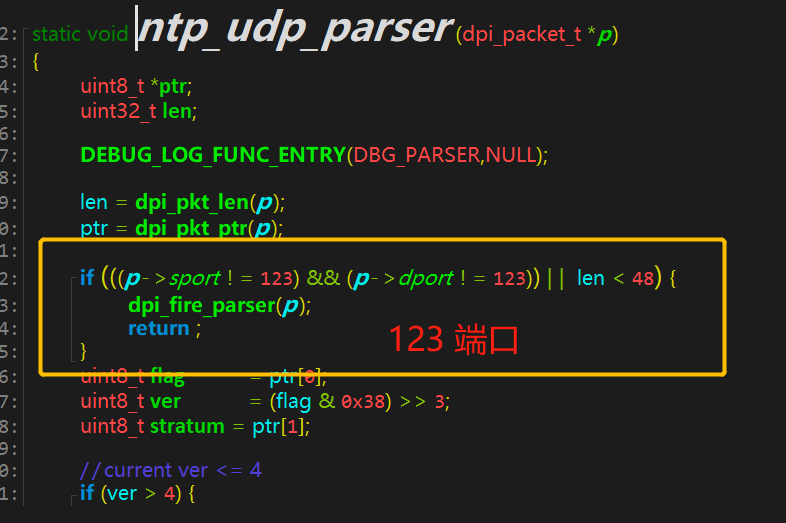 2: static void ntp_udp_parser (dpi_packet_t *p)
3: {
4: uint8_t *ptr;
5: uint32_t len;
6:
7: DEBUG_LOG_FUNC_ENTRY(DBG_PARSER,NULL);
8:
9: len = dpi_pkt_len(p);
0: ptr = dpi_pkt_ptr(p);
1:
2: if (((p->sport != 123) && (p->dport != 123)) || len < 48) {
3: dpi_fire_parser(p);
4: return ;
123 端口
5: }
6: uint8_t flag = ptr[0];
7: uint8_t ver = (flag & 0x38) >> 3;
8: uint8_t stratum = ptr[1];
9:
0: //current ver <= 4
1: if (ver > 4) {